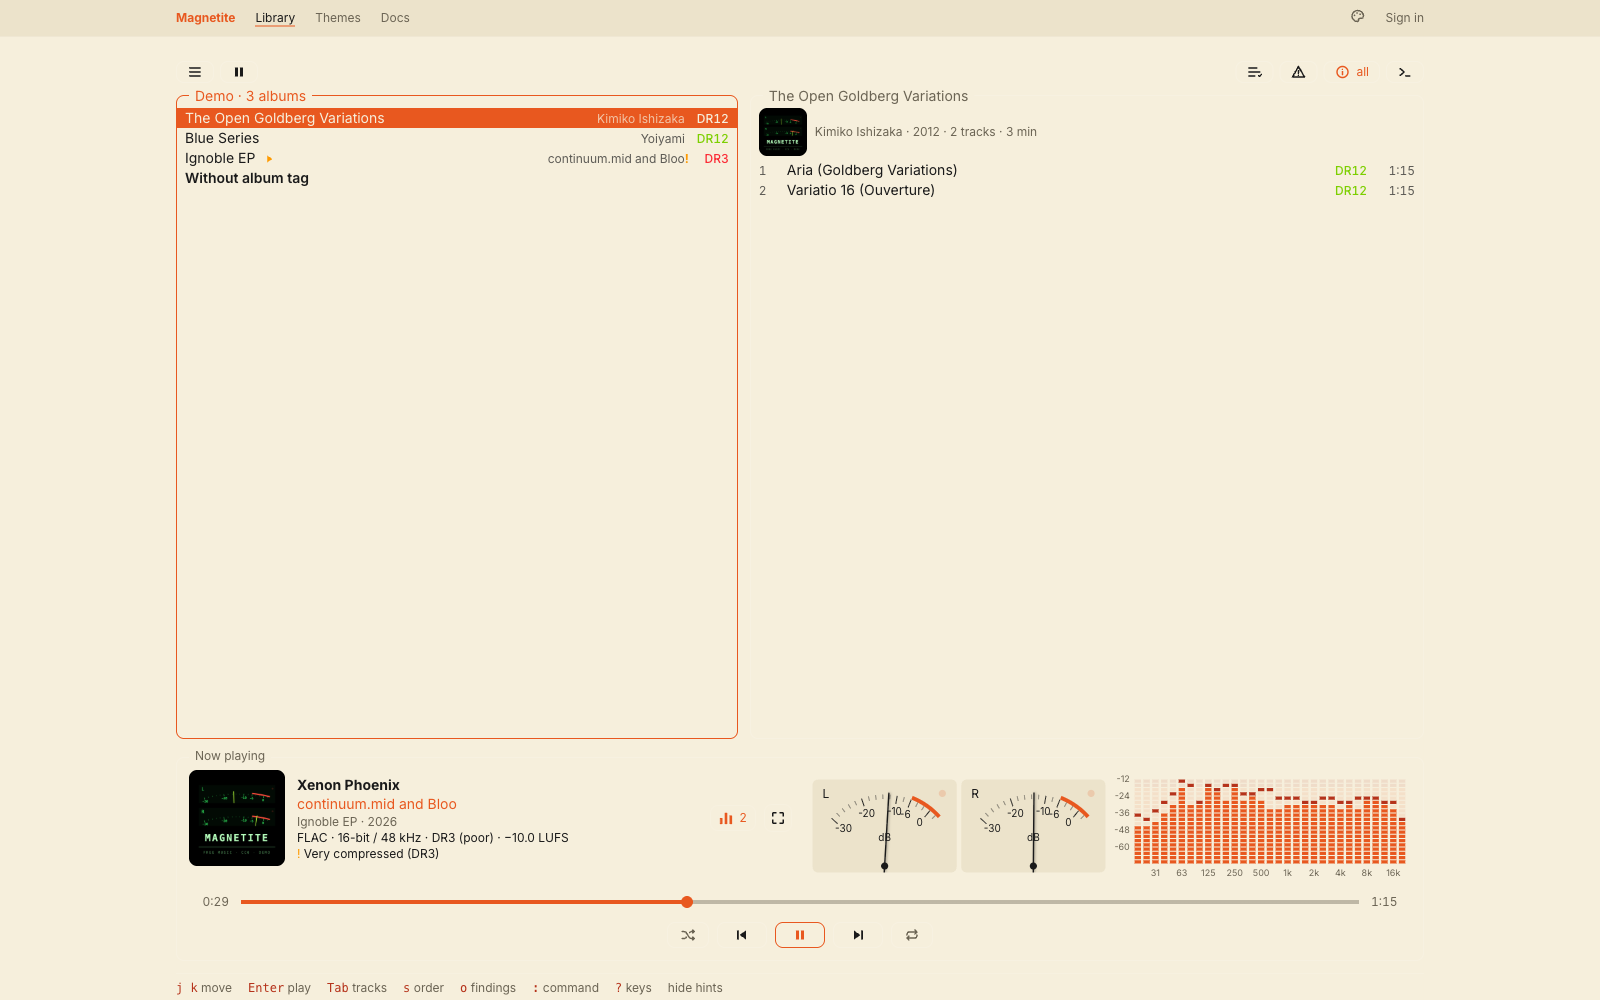 Magnetite Library Themes Docs Sign in
all
Demo · 3 albums
The Open Goldberg Variations Kimiko Ishizaka DR12
Blue Series Yoiyami DR12
Ignoble EP continuum.mid and Bloo! DR3
Without album tag
The Open Goldberg Variations
MAGNETITE
Kimiko Ishizaka · 2012 · 2 tracks · 3 min
1 Aria (Goldberg Variations) DR12 1:15
2 Variatio 16 (Ouverture) DR12 1:15
Now playing
MAGNETITE
Xenon Phoenix
continuum.mid and Bloo
Ignoble EP · 2026
FLAC · 16-bit / 48 kHz · DR3 (poor) · −10.0 LUFS
! Very compressed (DR3)
2
L -30 -20 -10 -6 0 dB
R -30 -20 -10 -6 0 dB
-12
-24
-36
-48
-60
31 63 125 250 500 1k 2k 4k 8k 16k
0:29 1:15
j k move Enter play Tab tracks s order o findings : command ? keys hide hints